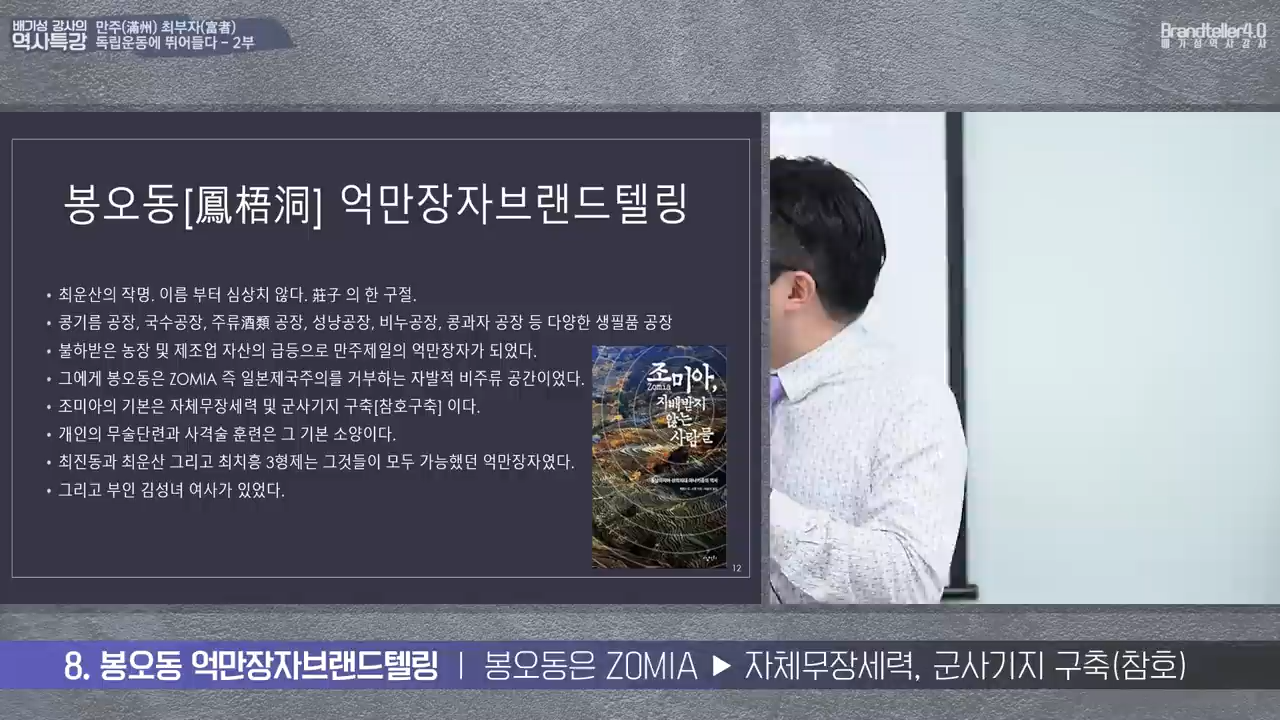 배기성 강사의
역사특강
만주(滿州) 최부자(富者)
독립운동에 뛰어들다 - 2부
Brandteller4.0
배기성역사강사
봉오동[鳳梧洞] 억만장자브랜드텔링
• 최운산의 작명. 이름 부터 심상치 않다. 莊子 의 한 구절.
• 콩기름 공장, 국수공장, 주류酒類 공장, 성냥공장, 비누공장, 콩과자 공장 등 다양한 생필품 공장
• 불하받은 농장 및 제조업 자산의 급등으로 만주제일의 억만장자가 되었다.
• 그에게 봉오동은 ZOMIA 즉 일본제국주의를 거부하는 자발적 비주류 공간이었다.
• 조미아의 기본은 자체무장세력 및 군사기지 구축[참호구축] 이다.
• 개인의 무술단련과 사격술 훈련은 그 기본 소양이다.
• 최진동과 최운산 그리고 최치흥 3형제는 그것들이 모두 가능했던 억만장자였다.
• 그리고 부인 김성녀 여사가 있었다.
조미아,
Zomia
지배받지
않는
사람들
12
8. 봉오동 억만장자브랜드텔링 | 봉오동은 ZOMIA ▶ 자체무장세력, 군사기지 구축(참호)